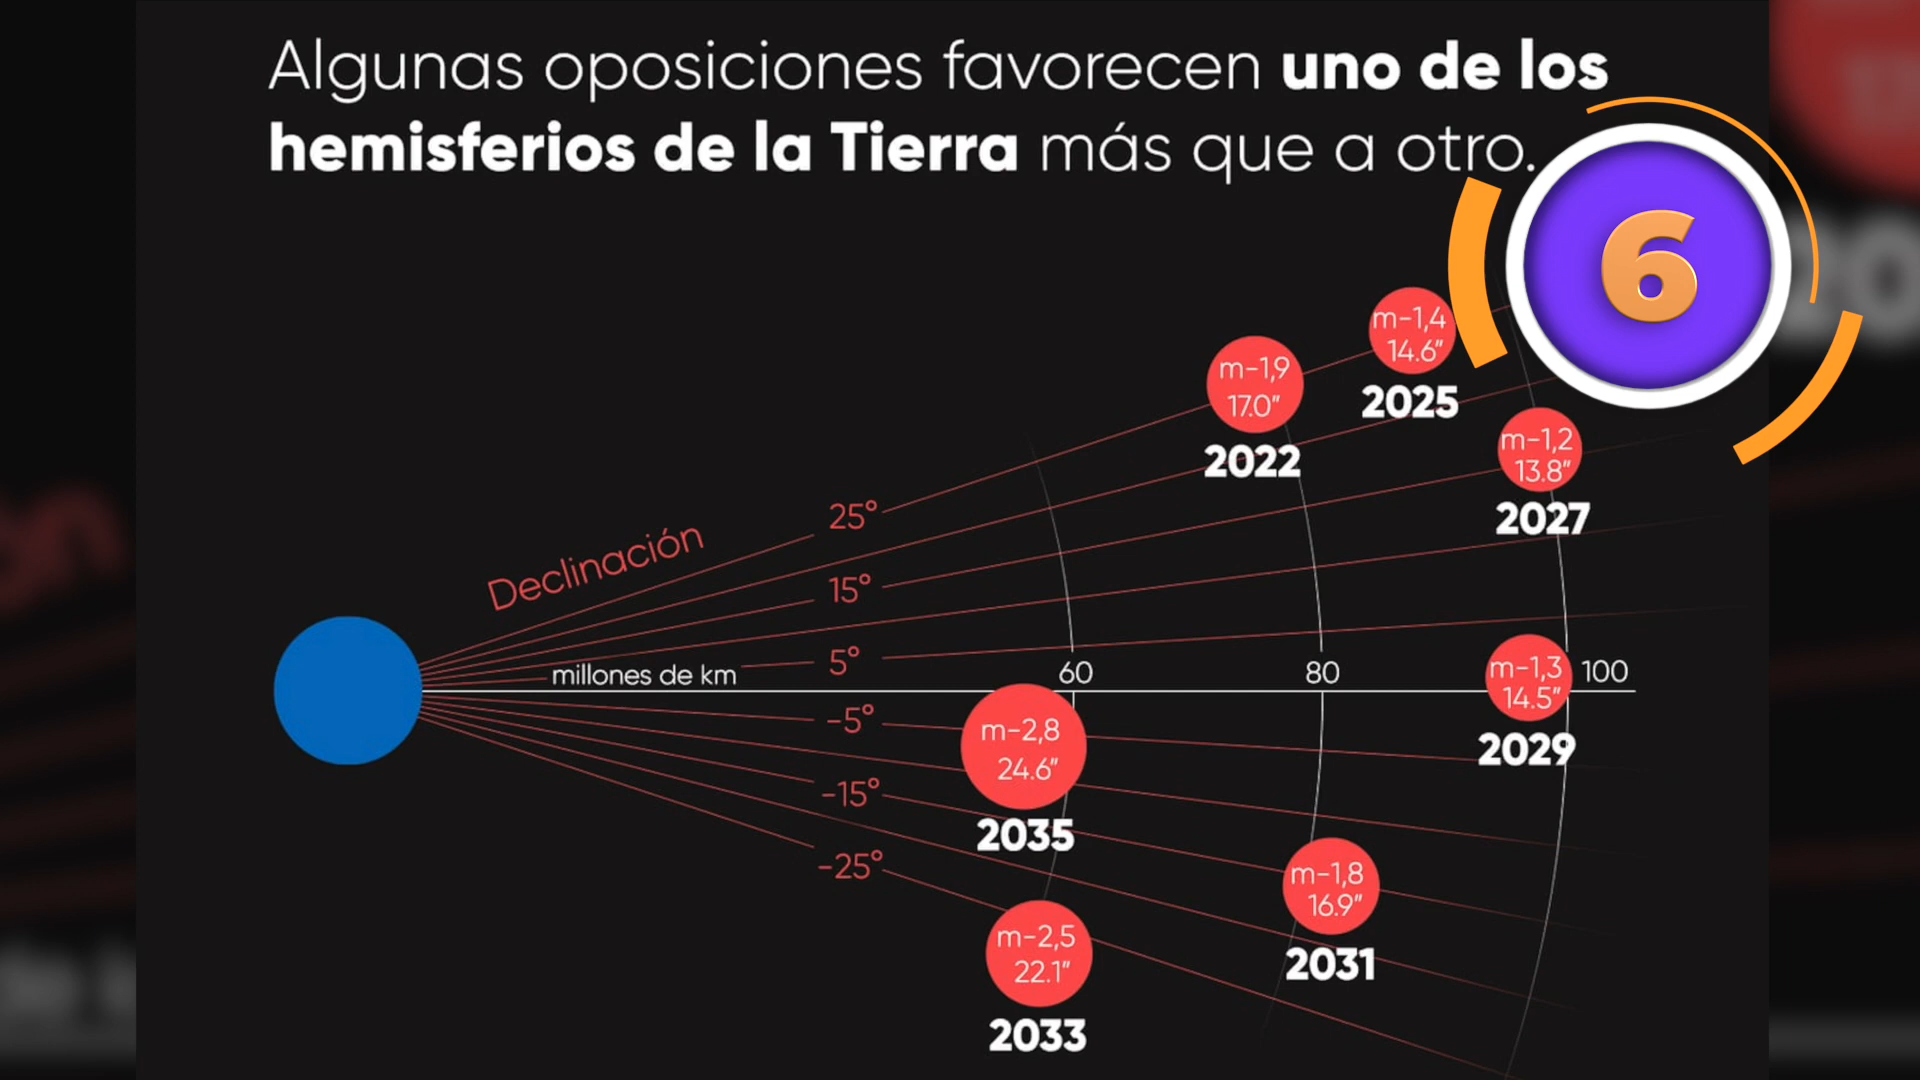 Algunas oposiciones favorecen uno de los
hemisferios de la Tierra más que a otro.
6
m-1,4
14.6"
2025
m-1,9
17.0"
2022
m-1,2
13.8"
2027
25°
Declinación
15°
5°
millones de km
60
80
100
m-1,3
14.5"
2029
-5°
m-2,8
24.6"
2035
-15°
-25°
m-1,8
16.9"
2031
m-2,5
22.1"
2033